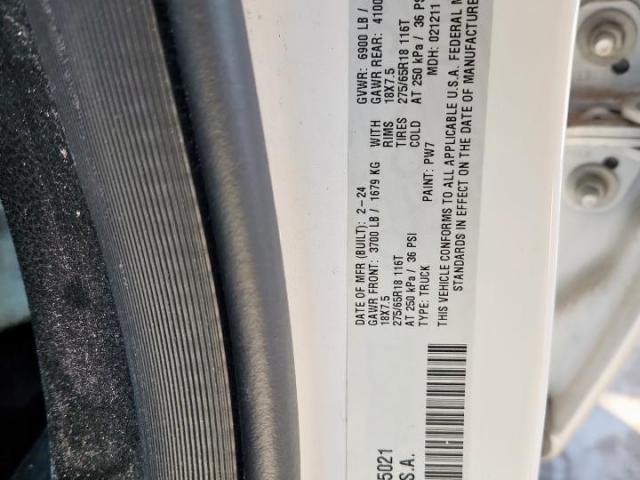 5021
S.A.
DATE OF MFR (BUILT): 2-24 GVWR: 6900 LB /
GAWR FRONT: 3700 LB / 1679 KG WITH GAWR REAR: 4100
18X7.5 RIMS 18X7.5
275/65R18 116T TIRES 275/65R18 116T
AT 250 kPa / 36 PSI COLD AT 250 kPa / 36 PSI
TYPE: TRUCK PAINT: PW7 MDH: 021211
THIS VEHICLE CONFORMS TO ALL APPLICABLE U.S.A. FEDERAL M
STANDARDS IN EFFECT ON THE DATE OF MANUFACTURE